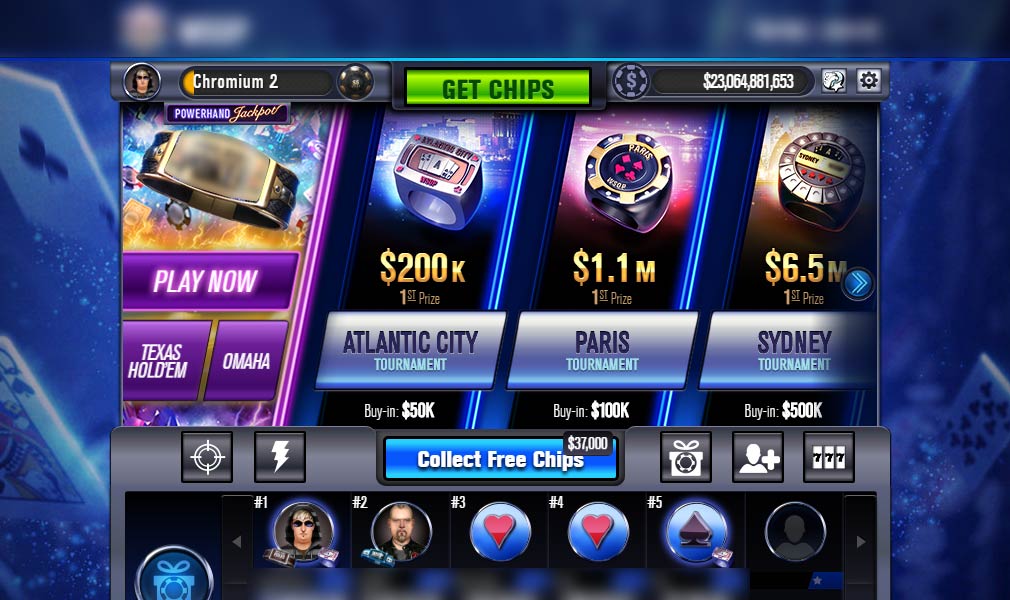 Chromium 2
GET CHIPS
$23,064,881,653
POWERHAND Jackpot
ATLANTIC CITY
WSOP
PARIS
WSOP
SYDNEY
PLAY NOW
TEXAS
HOLD'EM
OMAHA
$200K
1ST Prize
$1.1M
1ST Prize
$6.5M
1ST Prize
ATLANTIC CITY
TOURNAMENT
PARIS
TOURNAMENT
SYDNEY
TOURNAMENT
Buy-in: $50K
Buy-in: $100K
Buy-in: $500K
$37,000
Collect Free Chips
777
#1
#2
#3
#4
#5